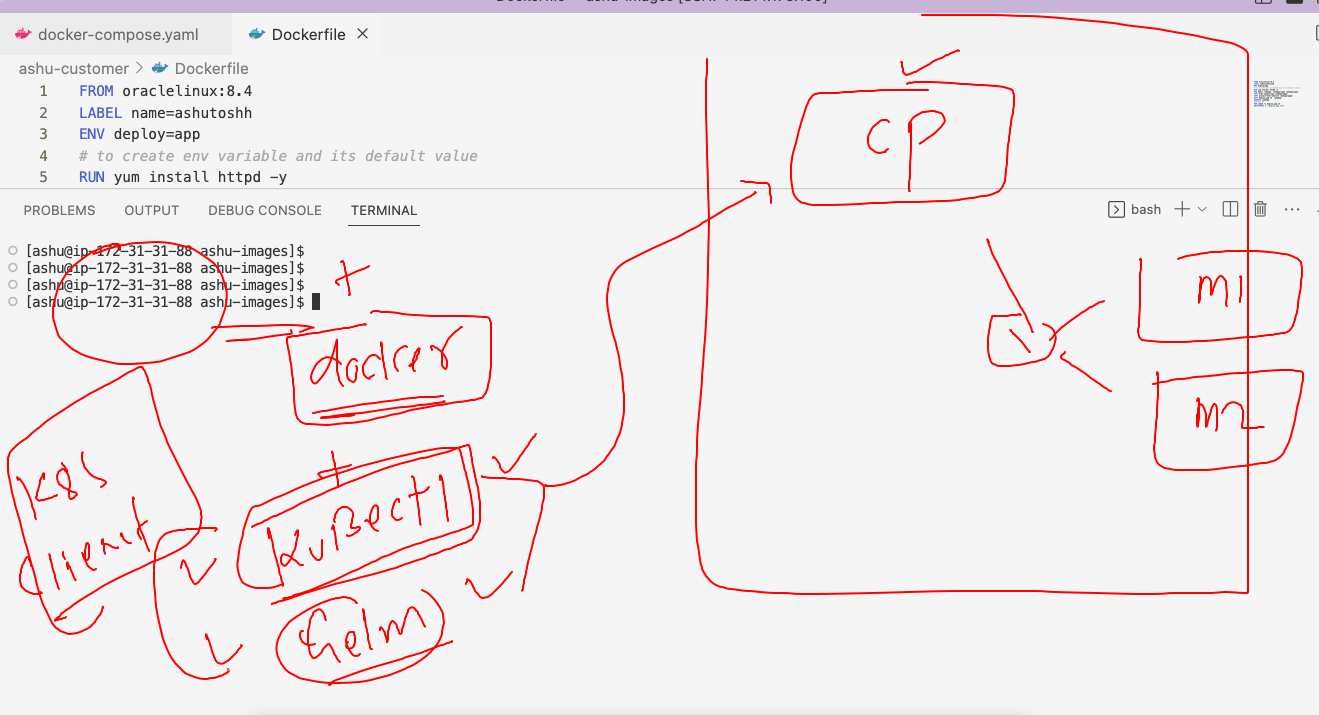 docker-compose.yaml
Dockerfile
ashu-customer > Dockerfile
1 FROM oraclelinux:8.4
2 LABEL name=ashutoshh
3 ENV deploy=app
4 # to create env variable and its default value
5 RUN yum install httpd -y
PROBLEMS OUTPUT DEBUG CONSOLE TERMINAL
bash
[ashu@ip-172-31-31-88 ashu-images]$
[ashu@ip-172-31-31-88 ashu-images]$
[ashu@ip-172-31-31-88 ashu-images]$
[ashu@ip-172-31-31-88 ashu-images]$
CP
M1
M2
+
docker
+
K8s
client
KuBectl
helm